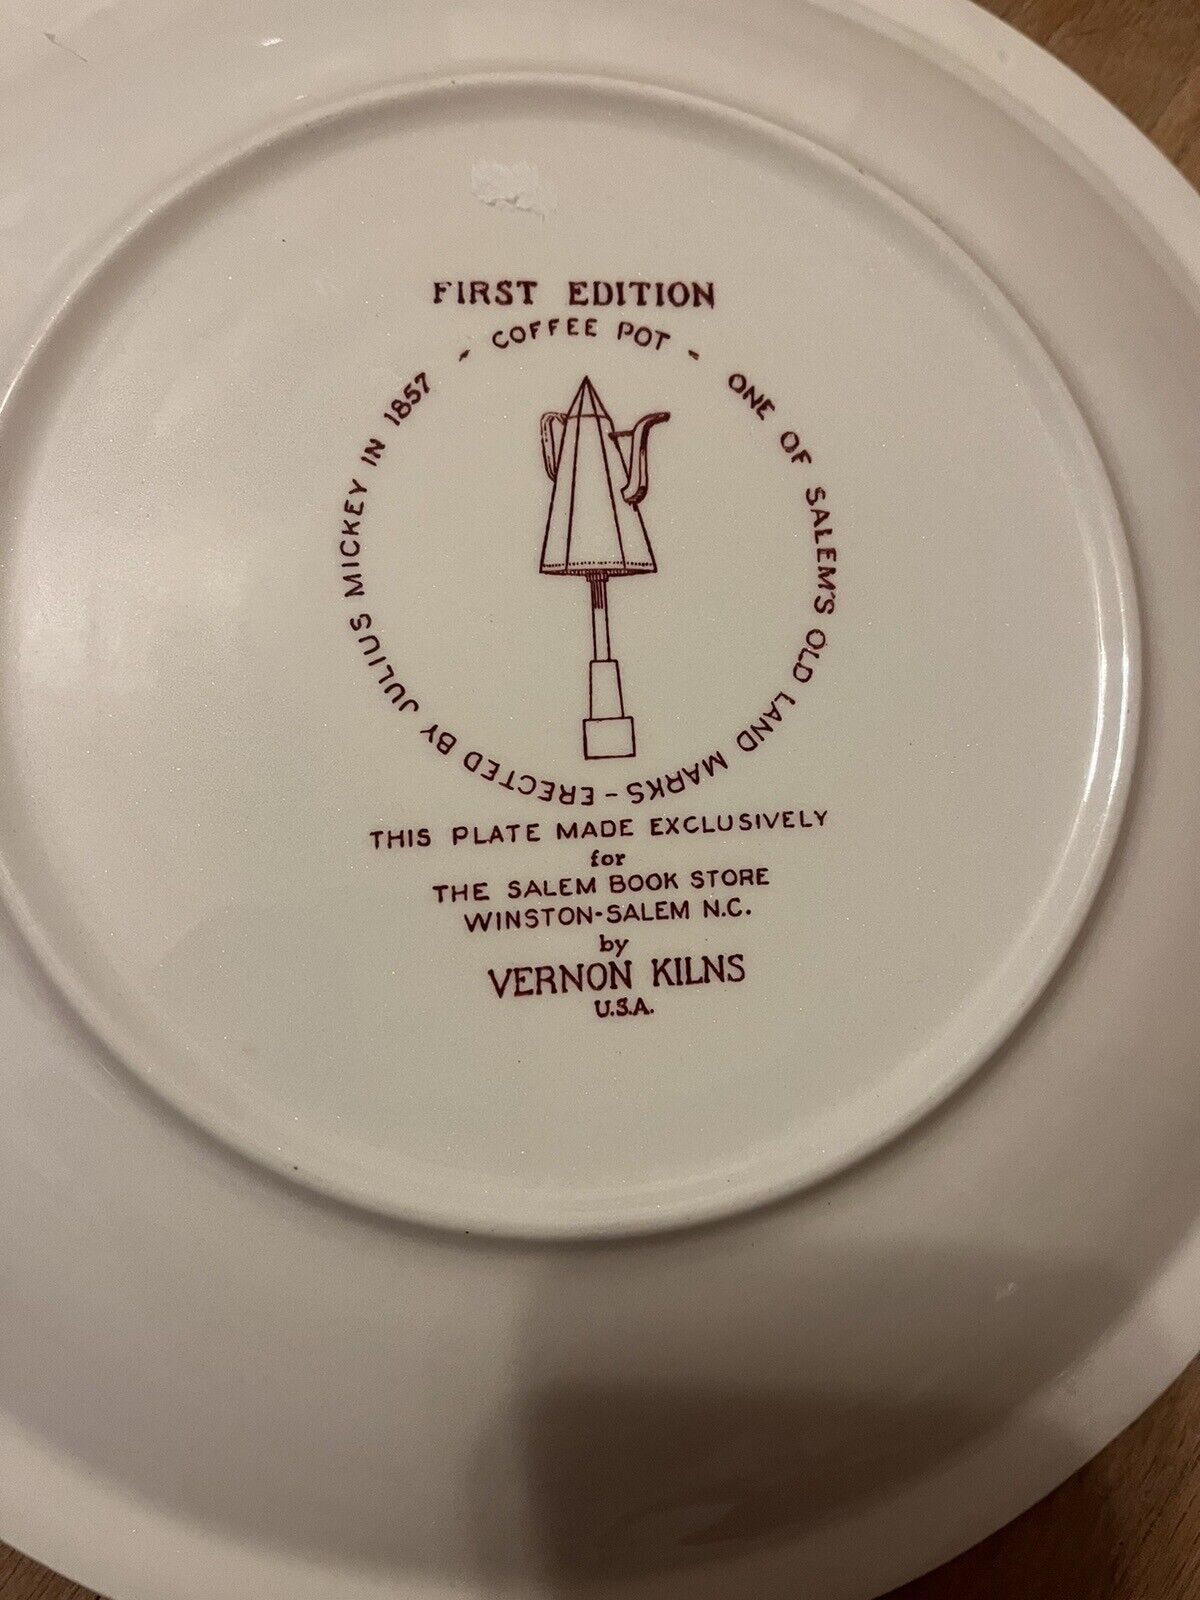 FIRST EDITION
- COFFEE POT -
ONE OF SALEM'S OLD LAND MARKS - ERECTED BY JULIUS MICKEY IN 1857
THIS PLATE MADE EXCLUSIVELY
for
THE SALEM BOOK STORE
WINSTON-SALEM N.C.
by
VERNON KILNS
U.S.A.